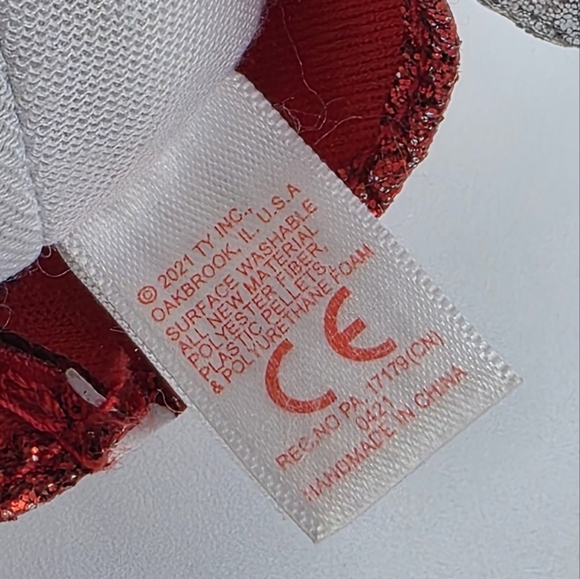 © 2021 TY INC.,
OAKBROOK, IL. U.S.A
SURFACE WASHABLE
ALL NEW MATERIAL
POLYESTER FIBER,
PLASTIC PELLETS,
& POLYURETHANE FOAM
CE
REG.NO PA. 17179(CN)
0421
HANDMADE IN CHINA